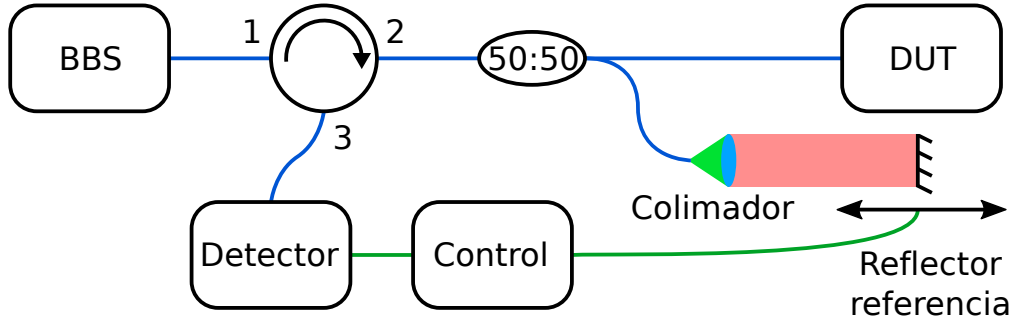 BBS
1
2
50:50
DUT
3
Colimador
Detector
Control
Reflector
referencia